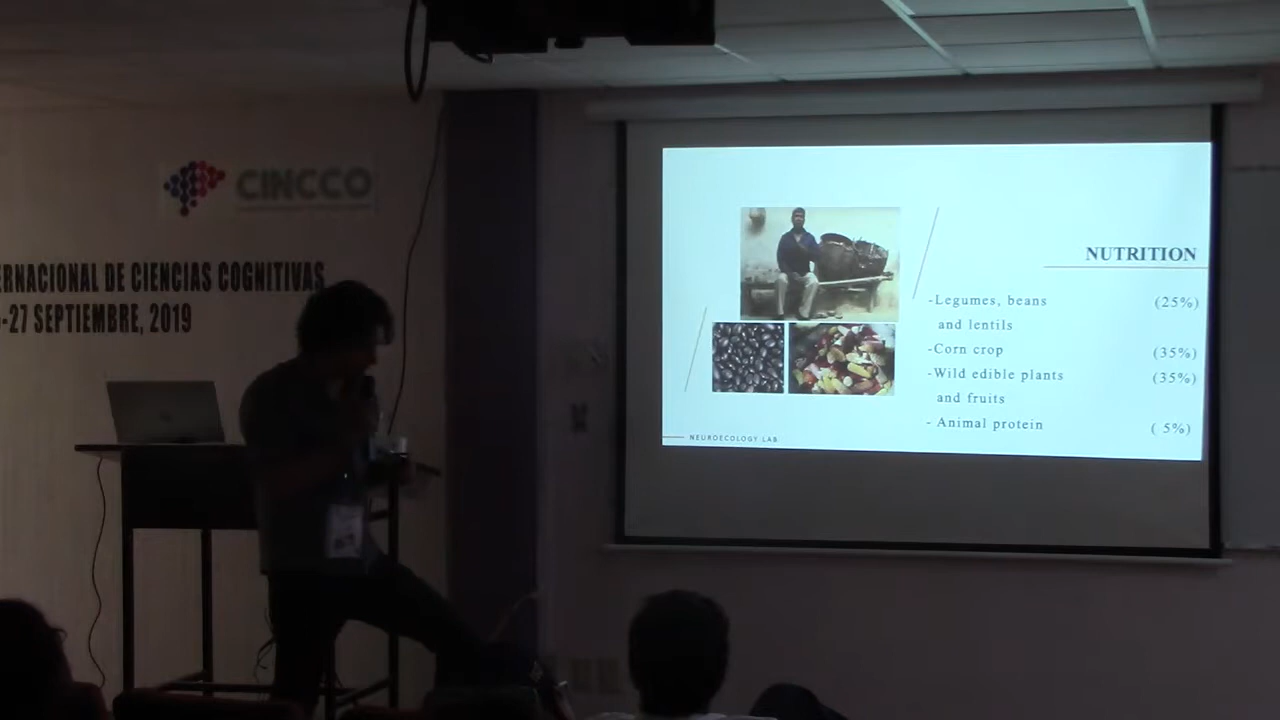 CINCCO
ERNACIONAL DE CIENCIAS COGNITIVAS
-27 SEPTIEMBRE, 2019
NUTRITION
-Legumes, beans (25%)
and lentils
-Corn crop (35%)
-Wild edible plants (35%)
and fruits
- Animal protein ( 5%)
NEUROECOLOGY LAB